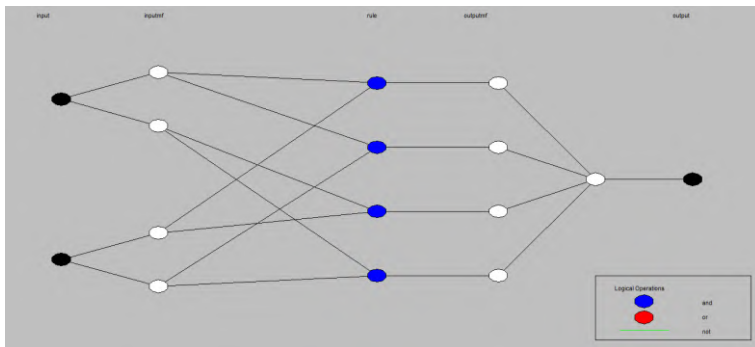 input inputmf rule outputmf output
Logical Operations
and
or
not